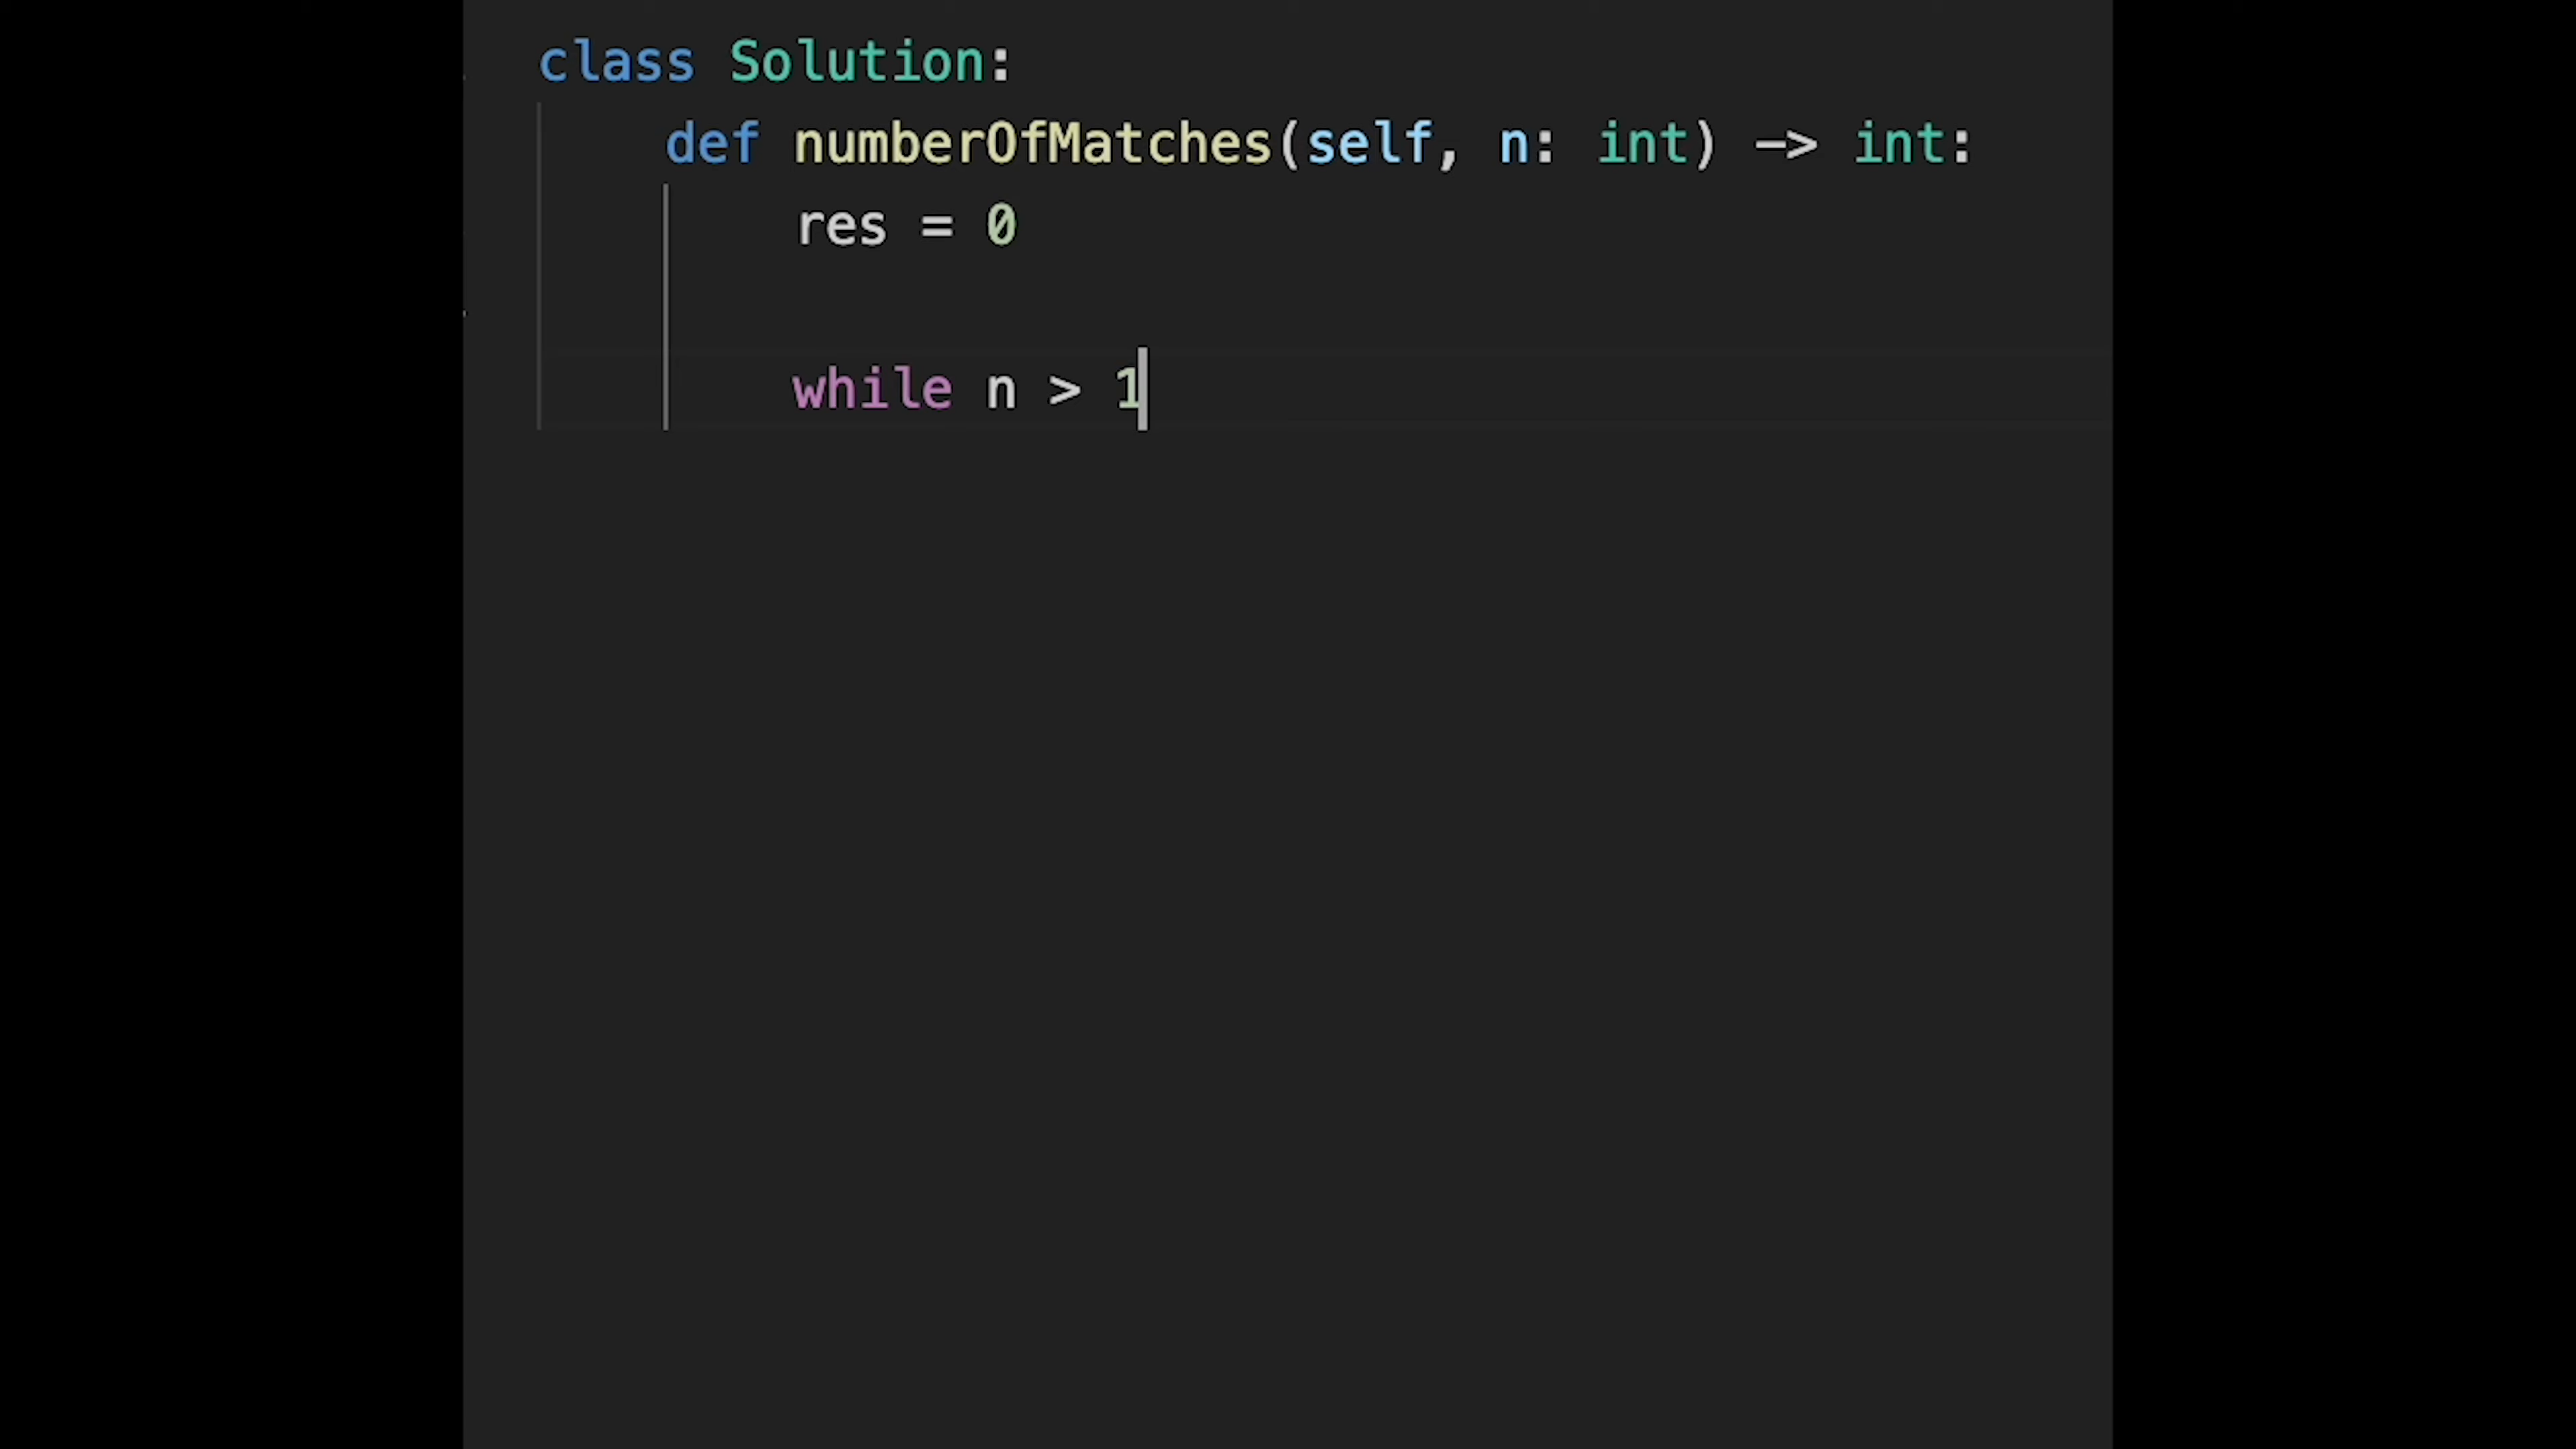 class Solution:
def numberOfMatches(self, n: int) -> int:
res = 0
while n > 1